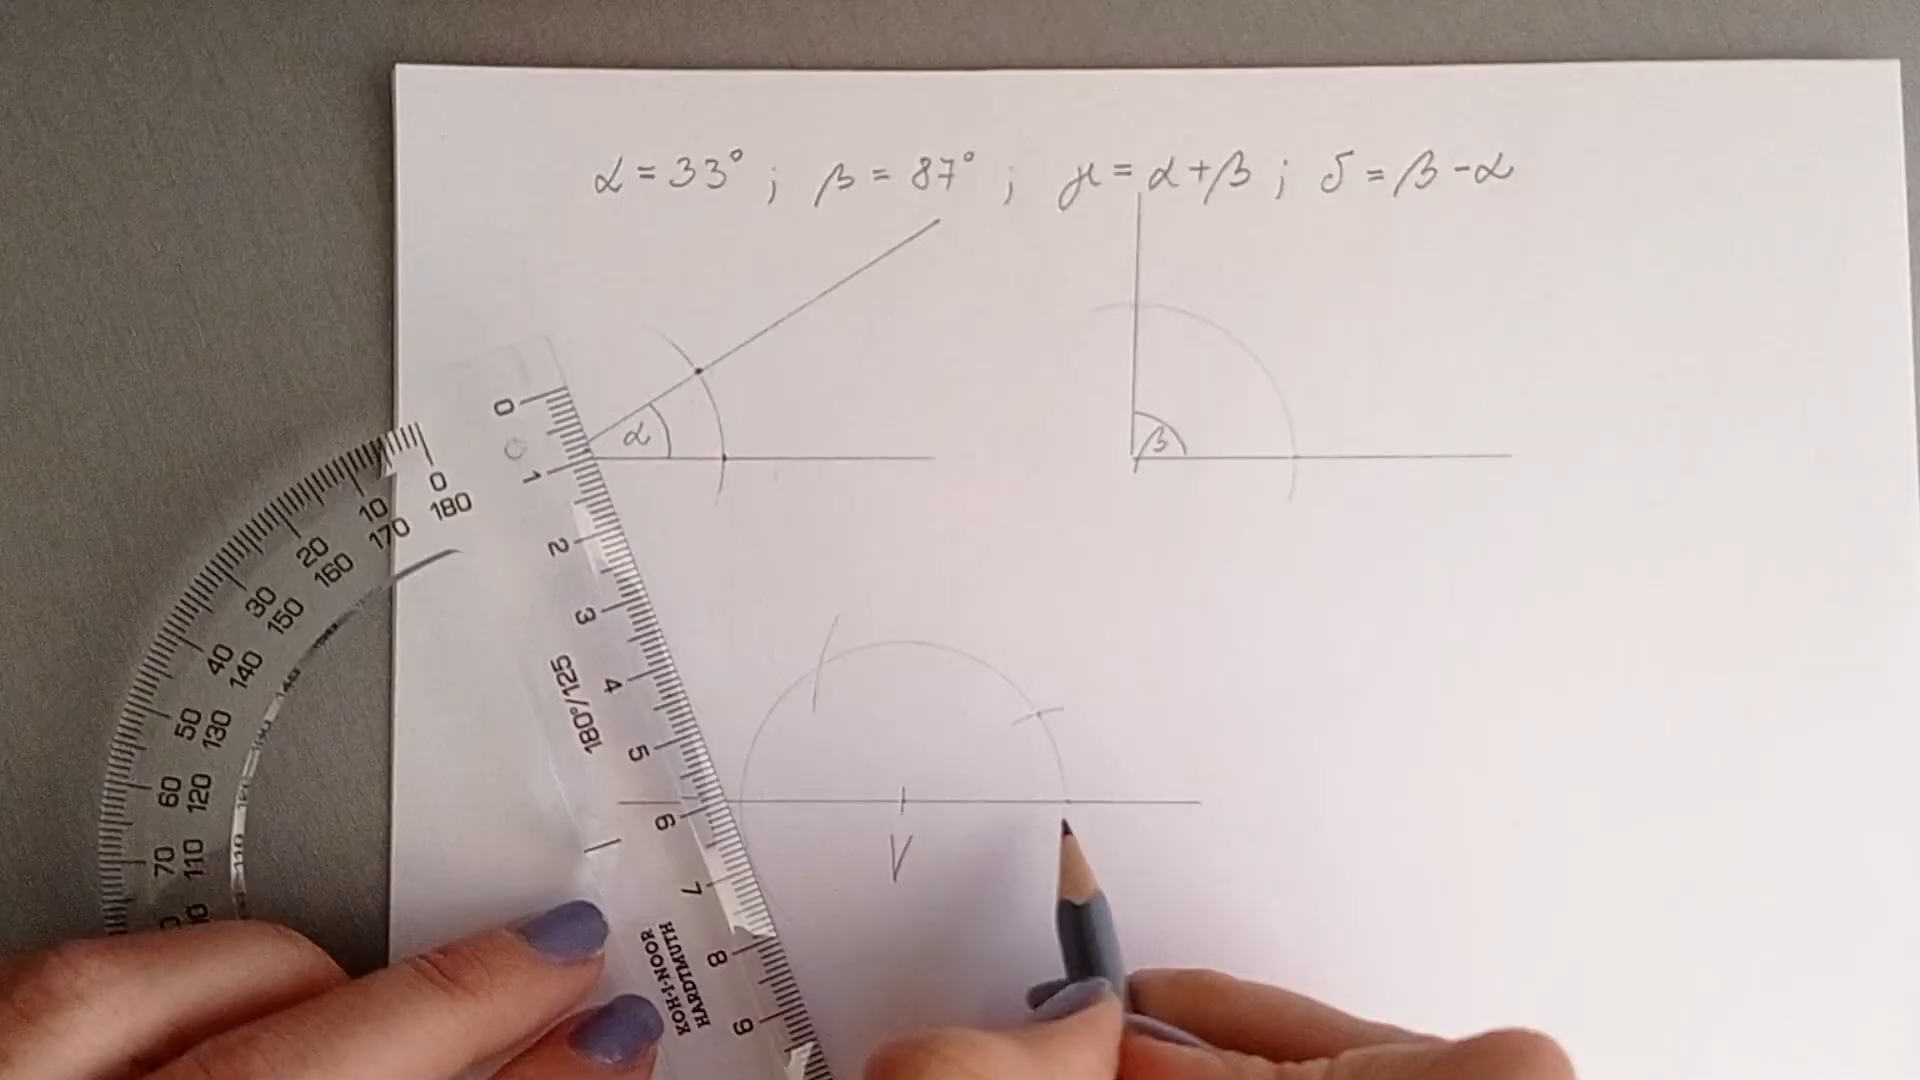 α = 33° ; β = 87° ; γ = α + β ; δ = β - α
α
β
V
0 1 2 3 4 5 6 7 8 9
180°/125
KOH-I-NOOR
HARDTMUTH
0 10 20 30 40 50 60 70
180 170 160 150 140 130 120 110